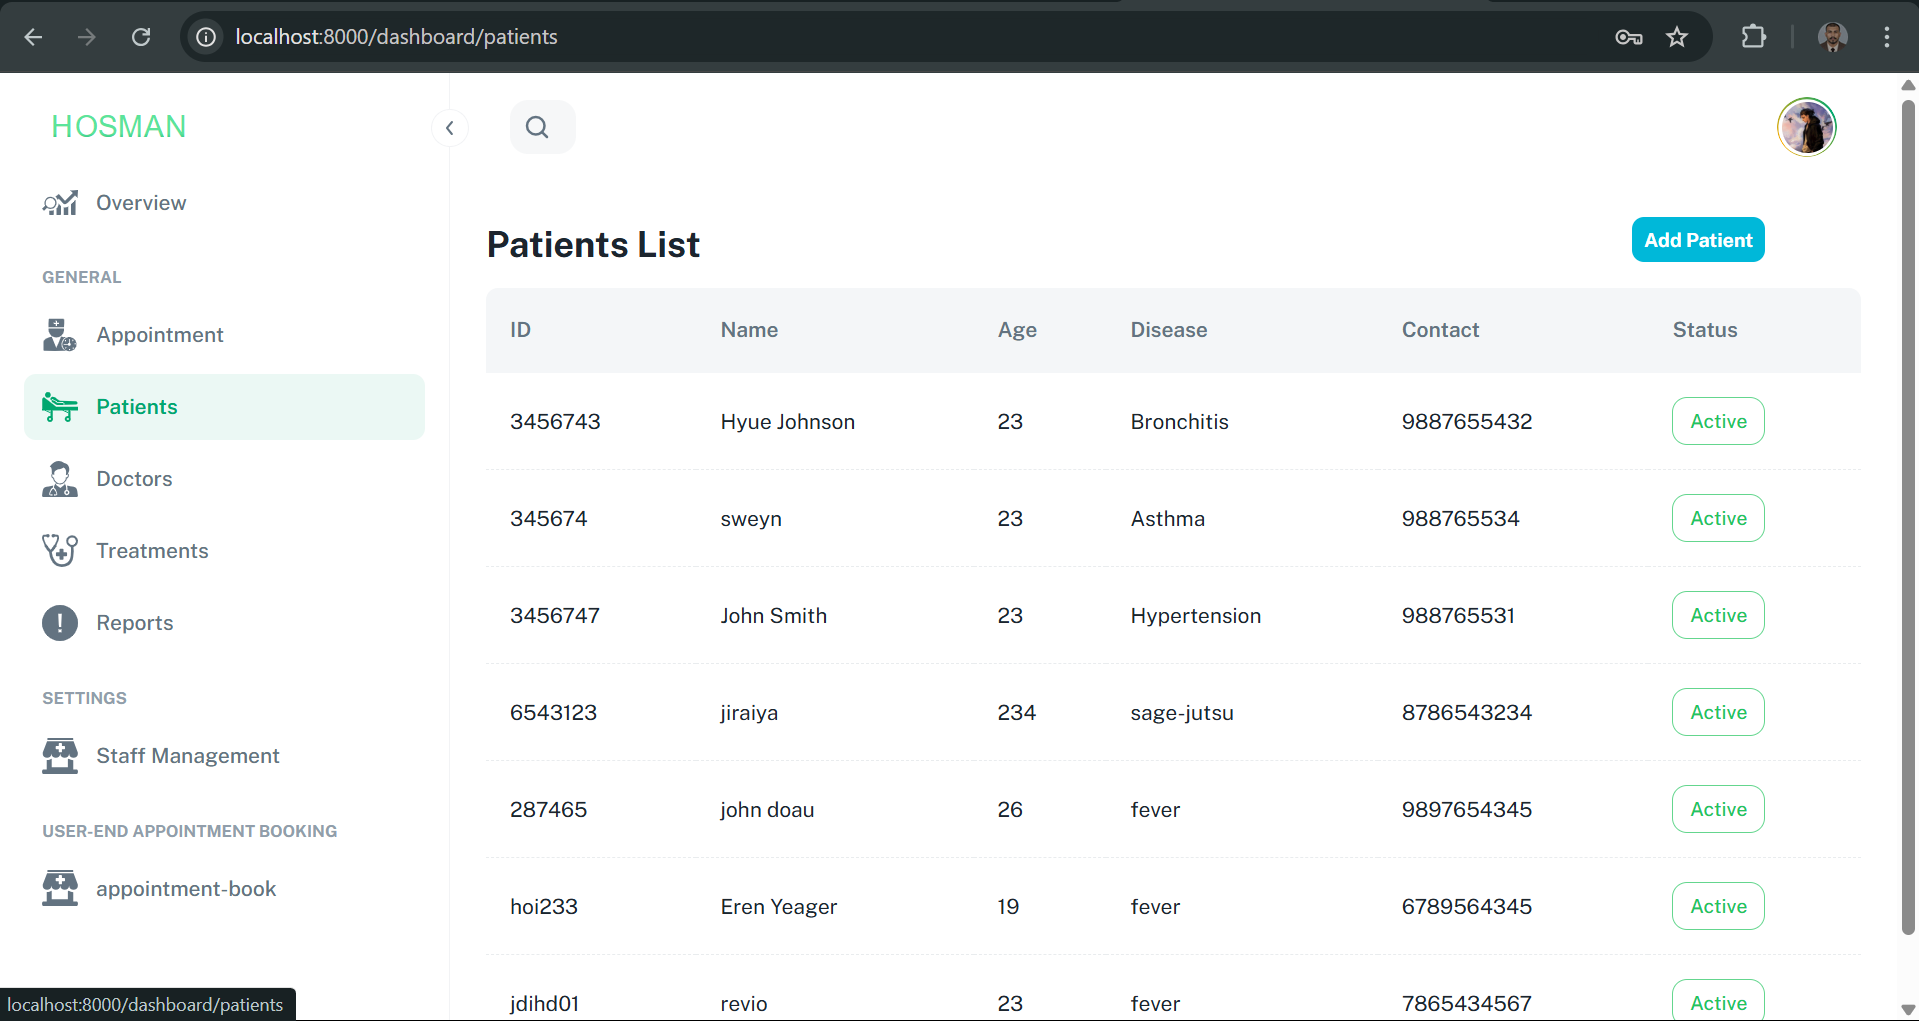 localhost:8000/dashboard/patients
HOSMAN
Overview
GENERAL
Appointment
Patients
Doctors
Treatments
Reports
SETTINGS
Staff Management
USER-END APPOINTMENT BOOKING
appointment-book
Patients List
Add Patient
ID Name Age Disease Contact Status
3456743 Hyue Johnson 23 Bronchitis 9887655432 Active
345674 sweyn 23 Asthma 988765534 Active
3456747 John Smith 23 Hypertension 988765531 Active
6543123 jiraiya 234 sage-jutsu 8786543234 Active
287465 john doau 26 fever 9897654345 Active
hoi233 Eren Yeager 19 fever 6789564345 Active
jdihd01 revio 23 fever 7865434567 Active
localhost:8000/dashboard/patients